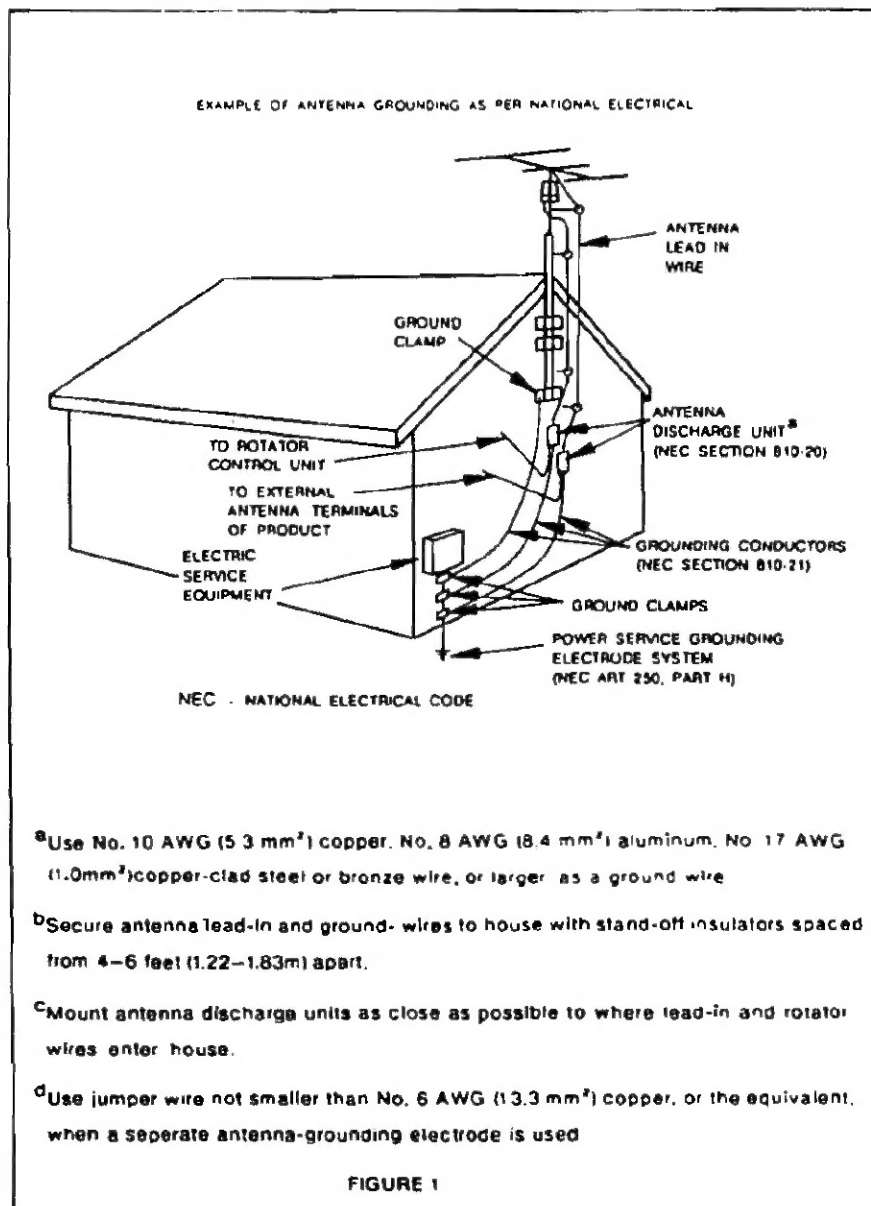 EXAMPLE OF ANTENNA GROUNDING AS PER NATIONAL ELECTRICAL
ANTENNA
LEAD IN
WIRE
GROUND
CLAMP
ANTENNA
DISCHARGE UNITª
(NEC SECTION 810-20)
TO ROTATOR
CONTROL UNIT
TO EXTERNAL
ANTENNA TERMINALS
OF PRODUCT
GROUNDING CONDUCTORS
(NEC SECTION 810-21)
ELECTRIC
SERVICE
EQUIPMENT
GROUND CLAMPS
POWER SERVICE GROUNDING
ELECTRODE SYSTEM
(NEC ART 250, PART H)
NEC - NATIONAL ELECTRICAL CODE
ªUse No. 10 AWG (5.3 mm²) copper, No. 8 AWG (8.4 mm²) aluminum, No 17 AWG
(1.0mm²)copper-clad steel or bronze wire, or larger as a ground wire
ᵇSecure antenna lead-in and ground- wires to house with stand-off insulators spaced
from 4-6 feet (1.22-1.83m) apart.
ᶜMount antenna discharge units as close as possible to where lead-in and rotator
wires enter house.
ᵈUse jumper wire not smaller than No. 6 AWG (13.3 mm²) copper, or the equivalent,
when a seperate antenna-grounding electrode is used
FIGURE 1